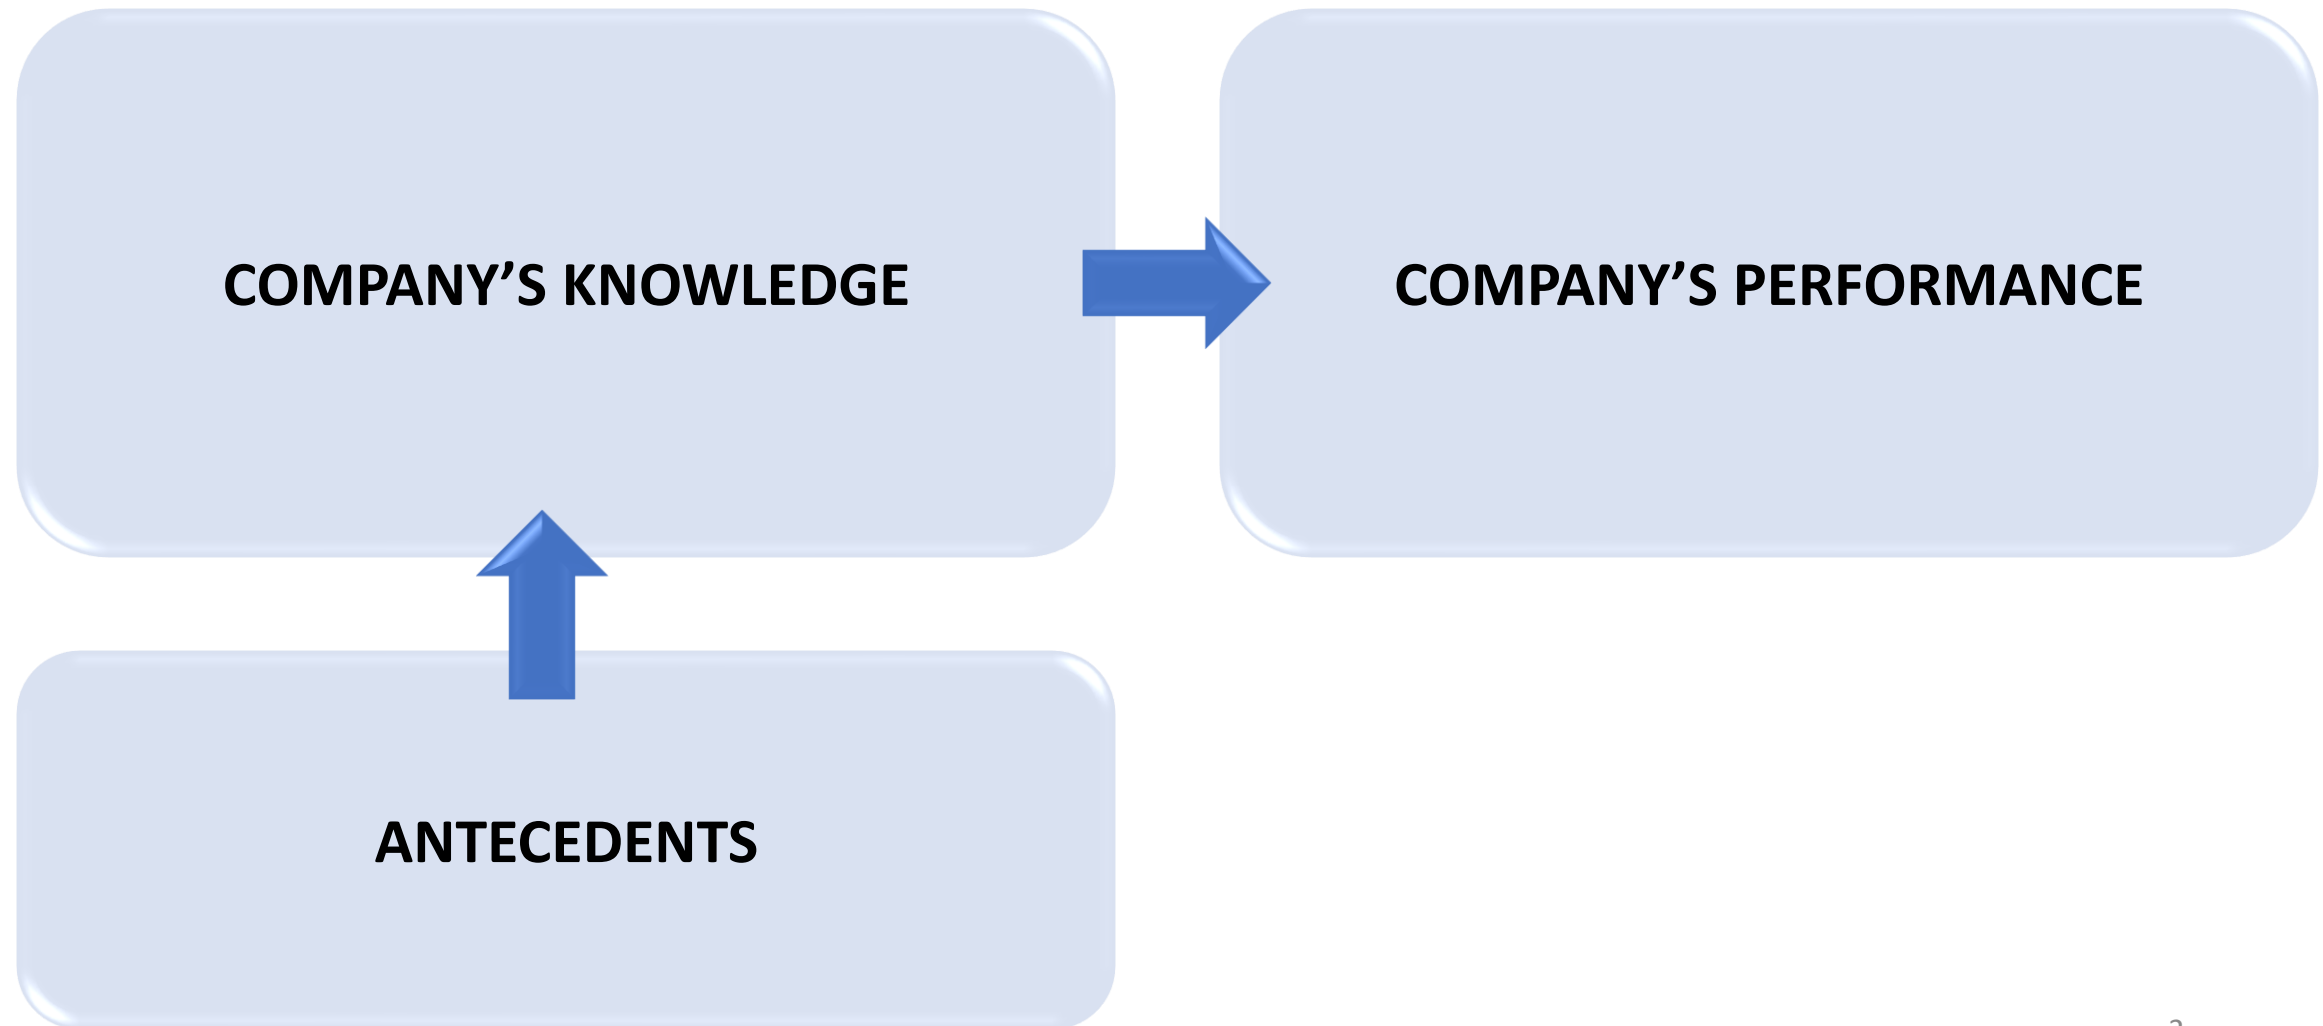 COMPANY’S KNOWLEDGE
COMPANY’S PERFORMANCE
ANTECEDENTS